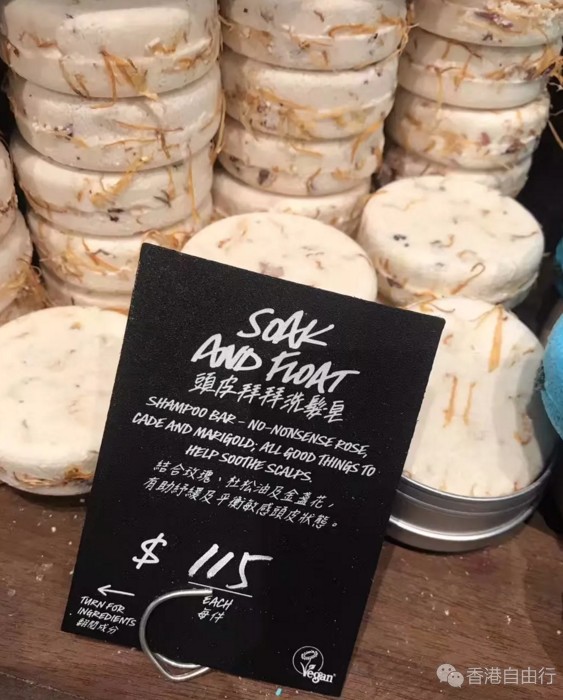 SOAK
AND FLOAT
頭皮拜拜洗髮皂
SHAMPOO BAR - NO-NONSENSE ROSE,
CADE AND MARIGOLD; ALL GOOD THINGS TO
HELP SOOTHE SCALPS.
結合玫瑰、杜松油及金盞花，
有助紓緩及平衡敏感頭皮狀態。
$ 115
EACH
每件
TURN FOR
INGREDIENTS
翻閱成分
Vegan
香港自由行